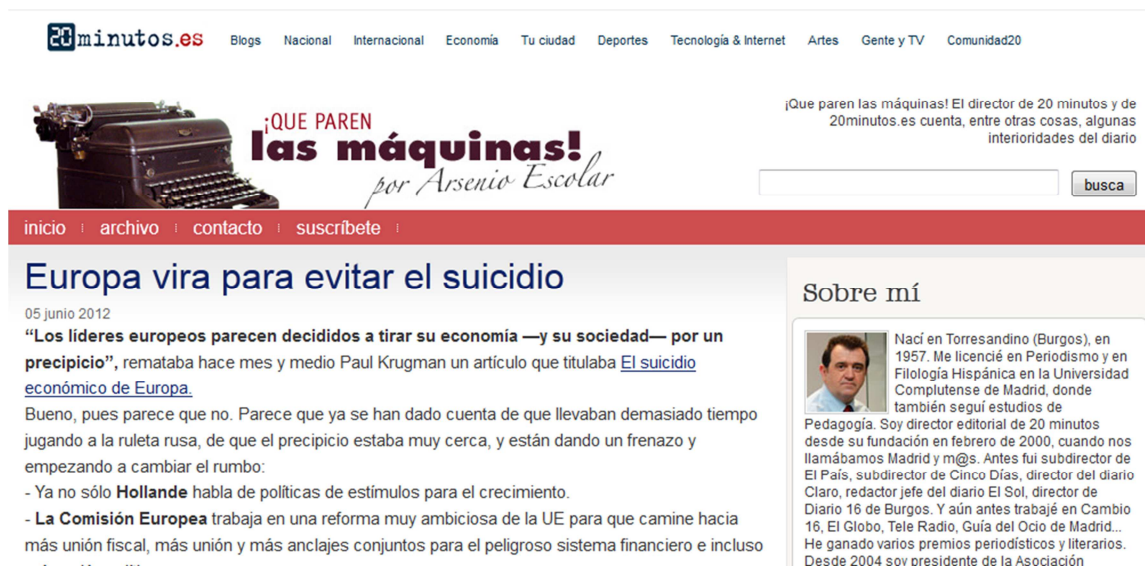 20minutos.es Blogs Nacional Internacional Economía Tu ciudad Deportes Tecnología & Internet Artes Gente y TV Comunidad20
¡QUE PAREN
las máquinas!
por Arsenio Escolar
¡Que paren las máquinas! El director de 20 minutos y de
20minutos.es cuenta, entre otras cosas, algunas
interioridades del diario
busca
inicio archivo contacto suscríbete
Europa vira para evitar el suicidio
05 junio 2012
“Los líderes europeos parecen decididos a tirar su economía —y su sociedad— por un
precipicio”, remataba hace mes y medio Paul Krugman un artículo que titulaba El suicidio
económico de Europa.
Bueno, pues parece que no. Parece que ya se han dado cuenta de que llevaban demasiado tiempo
jugando a la ruleta rusa, de que el precipicio estaba muy cerca, y están dando un frenazo y
empezando a cambiar el rumbo:
- Ya no sólo Hollande habla de políticas de estímulos para el crecimiento.
- La Comisión Europea trabaja en una reforma muy ambiciosa de la UE para que camine hacia
más unión fiscal, más unión y más anclajes conjuntos para el peligroso sistema financiero e incluso
Sobre mí
Nací en Torresandino (Burgos), en
1957. Me licencié en Periodismo y en
Filología Hispánica en la Universidad
Complutense de Madrid, donde
también seguí estudios de
Pedagogía. Soy director editorial de 20 minutos
desde su fundación en febrero de 2000, cuando nos
llamábamos Madrid y m@s. Antes fui subdirector de
El País, subdirector de Cinco Días, director del diario
Claro, redactor jefe del diario El Sol, director de
Diario 16 de Burgos. Y aún antes trabajé en Cambio
16, El Globo, Tele Radio, Guía del Ocio de Madrid...
He ganado varios premios periodísticos y literarios.
Desde 2004 soy presidente de la Asociación